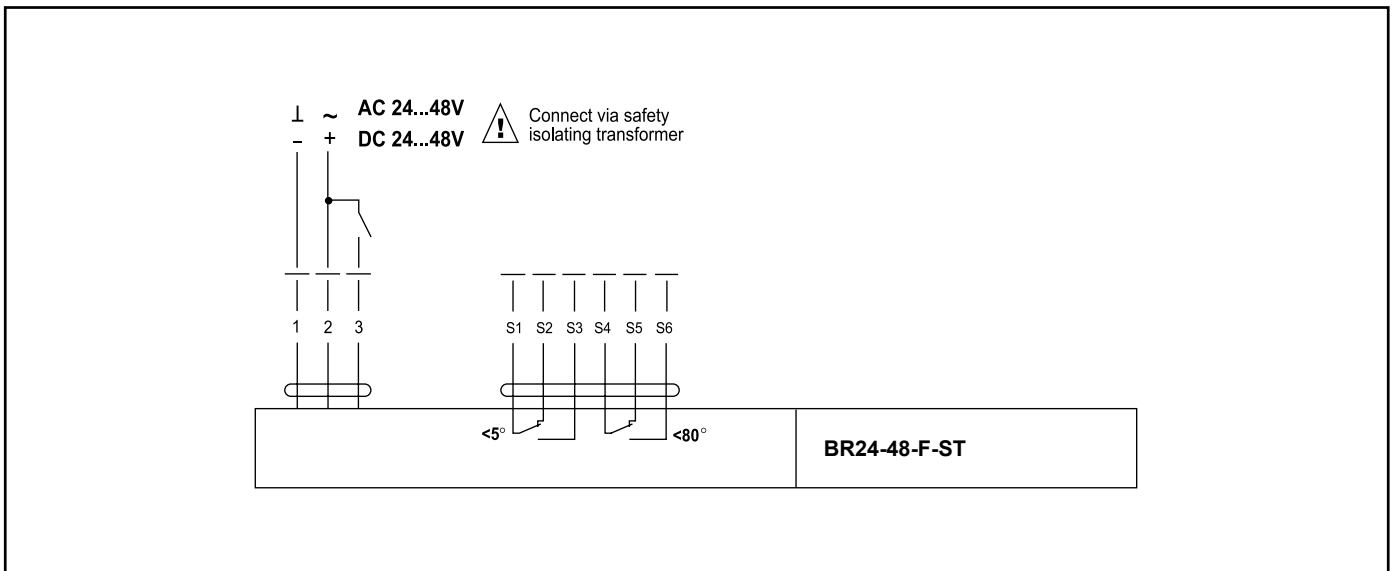 ⊥ ~ AC 24...48V
- + DC 24...48V
! Connect via safety
isolating transformer
1 2 3 S1 S2 S3 S4 S5 S6
<5° <80°
BR24-48-F-ST